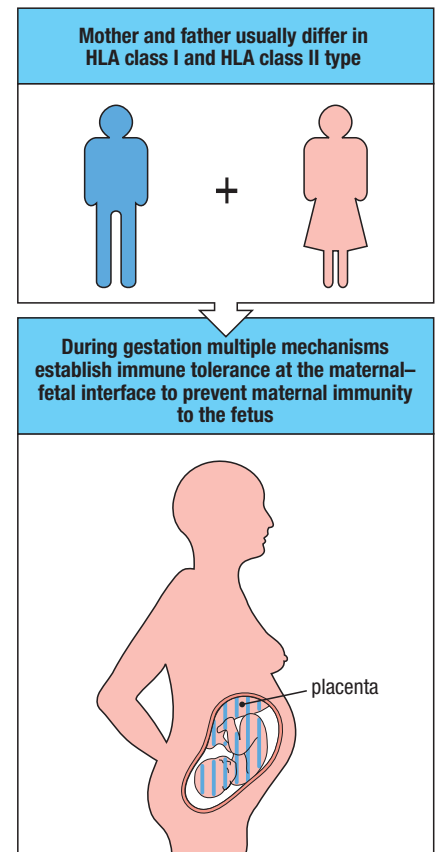 Mother and father usually differ in
HLA class I and HLA class II type
+
During gestation multiple mechanisms
establish immune tolerance at the maternal–
fetal interface to prevent maternal immunity
to the fetus
placenta